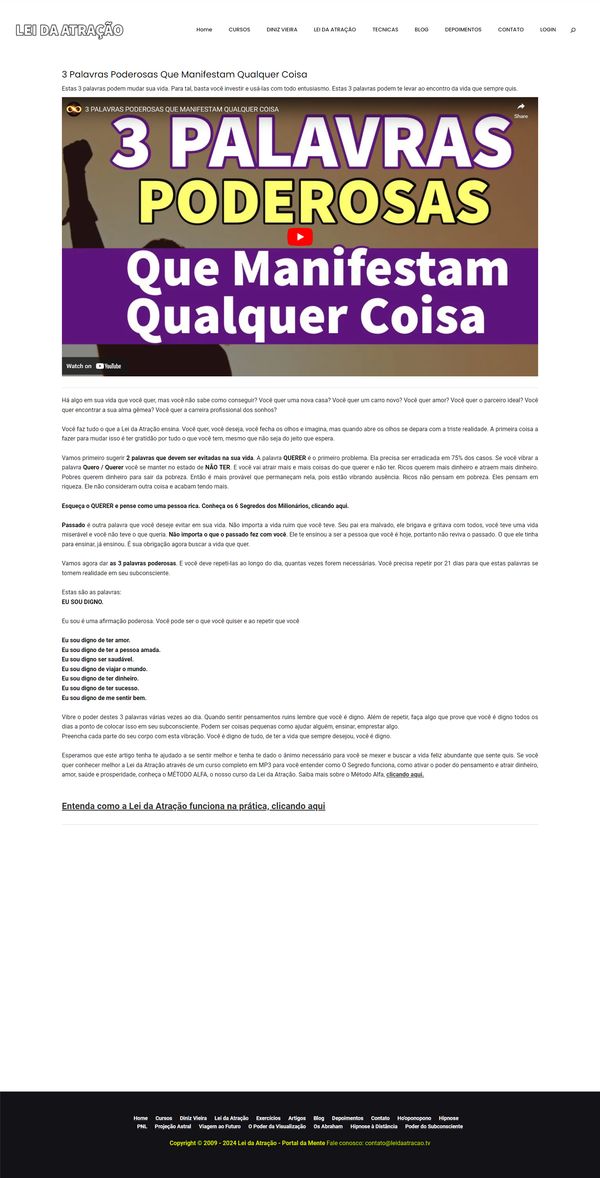 LEI DA ATRAÇÃO
Home CURSOS DINIZ VIEIRA LEI DA ATRAÇÃO TECNICAS BLOG DEPOIMENTOS CONTATO LOGIN
3 Palavras Poderosas Que Manifestam Qualquer Coisa
Estas 3 palavras podem mudar sua vida. Para tal, basta você investir e usá-las com todo entusiasmo. Estas 3 palavras podem te levar ao encontro da vida que sempre quis.
3 PALAVRAS PODEROSAS QUE MANIFESTAM QUALQUER COISA
Share
3 PALAVRAS
PODEROSAS
Que Manifestam
Qualquer Coisa
Watch on YouTube
Há algo em sua vida que você quer, mas você não sabe como conseguir? Você quer uma nova casa? Você quer um carro novo? Você quer amor? Você quer o parceiro ideal? Você
quer encontrar a sua alma gêmea? Você quer a carreira profissional dos sonhos?
Você faz tudo o que a Lei da Atração ensina. Você quer, você deseja, você fecha os olhos e imagina, mas quando abre os olhos se depara com a triste realidade. A primeira coisa a
fazer para mudar isso é ter gratidão por tudo o que você tem, mesmo que não seja do jeito que espera.
Vamos primeiro sugerir 2 palavras que devem ser evitadas na sua vida. A palavra QUERER é o primeiro problema. Ela precisa ser erradicada em 75% dos casos. Se você vibrar a
palavra Quero / Querer você se manter no estado de NÃO TER. E você vai atrair mais e mais coisas do que querer e não ter. Ricos querem mais dinheiro e atraem mais dinheiro.
Pobres querem dinheiro para sair da pobreza. Então é mais provável que permaneçam nela, pois estão vibrando ausência. Ricos não pensam em pobreza. Eles pensam em
riqueza. Ele não consideram outra coisa e acabam tendo mais.
Esqueça o QUERER e pense como uma pessoa rica. Conheça os 6 Segredos dos Milionários, clicando aqui.
Passado é outra palavra que você deseje evitar em sua vida. Não importa a vida ruim que você teve. Seu pai era malvado, ele brigava e gritava com todos, você teve uma vida
miserável e você não teve o que queria. Não importa o que o passado fez com você. Ele te ensinou a ser a pessoa que você é hoje, portanto não reviva o passado. O que ele tinha
para ensinar, já ensinou. É sua obrigação agora buscar a vida que quer.
Vamos agora dar as 3 palavras poderosas. E você deve repeti-las ao longo do dia, quantas vezes forem necessárias. Você precisa repetir por 21 dias para que estas palavras se
tornem realidade em seu subconsciente.
Estas são as palavras:
EU SOU DIGNO.
Eu sou é uma afirmação poderosa. Você pode ser o que você quiser e ao repetir que você
Eu sou digno de ter amor.
Eu sou digno de ter a pessoa amada.
Eu sou digno ser saudável.
Eu sou digno de viajar o mundo.
Eu sou digno de ter dinheiro.
Eu sou digno de ter sucesso.
Eu sou digno de me sentir bem.
Vibre o poder destes 3 palavras várias vezes ao dia. Quando sentir pensamentos ruins lembre que você é digno. Além de repetir, faça algo que prove que você é digno todos os
dias a ponto de colocar isso em seu subconsciente. Podem ser coisas pequenas como ajudar alguém, ensinar, emprestar algo.
Preencha cada parte do seu corpo com esta vibração. Você é digno de tudo, de ter a vida que sempre desejou, você é digno.
Esperamos que este artigo tenha te ajudado a se sentir melhor e tenha te dado o ânimo necessário para você se mexer e buscar a vida feliz abundante que sente quis. Se você
quer conhecer melhor a Lei da Atração através de um curso completo em MP3 para você entender como O Segredo funciona, como ativar o poder do pensamento e atrair dinheiro,
amor, saúde e prosperidade, conheça o MÉTODO ALFA, o nosso curso da Lei da Atração. Saiba mais sobre o Método Alfa, clicando aqui.
Entenda como a Lei da Atração funciona na prática, clicando aqui
Home Cursos Diniz Vieira Lei da Atração Exercícios Artigos Blog Depoimentos Contato Ho'oponopono Hipnose
PNL Projeção Astral Viagem ao Futuro O Poder da Visualização Os Abraham Hipnose à Distância Poder do Subconsciente
Copyright © 2009 - 2024 Lei da Atração - Portal da Mente Fale conosco: contato@leidaatracao.tv